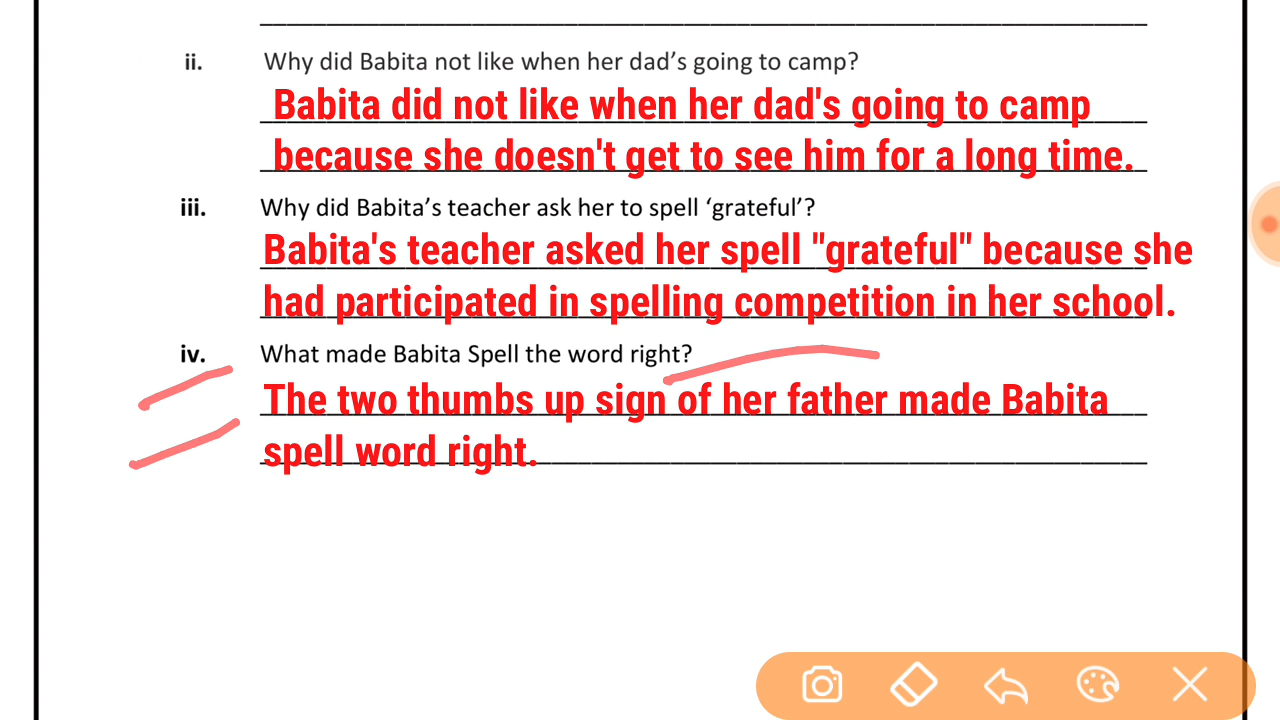 ii. Why did Babita not like when her dad’s going to camp?
Babita did not like when her dad's going to camp
because she doesn't get to see him for a long time.
iii. Why did Babita’s teacher ask her to spell ‘grateful’?
Babita's teacher asked her spell "grateful" because she
had participated in spelling competition in her school.
iv. What made Babita Spell the word right?
The two thumbs up sign of her father made Babita
spell word right.